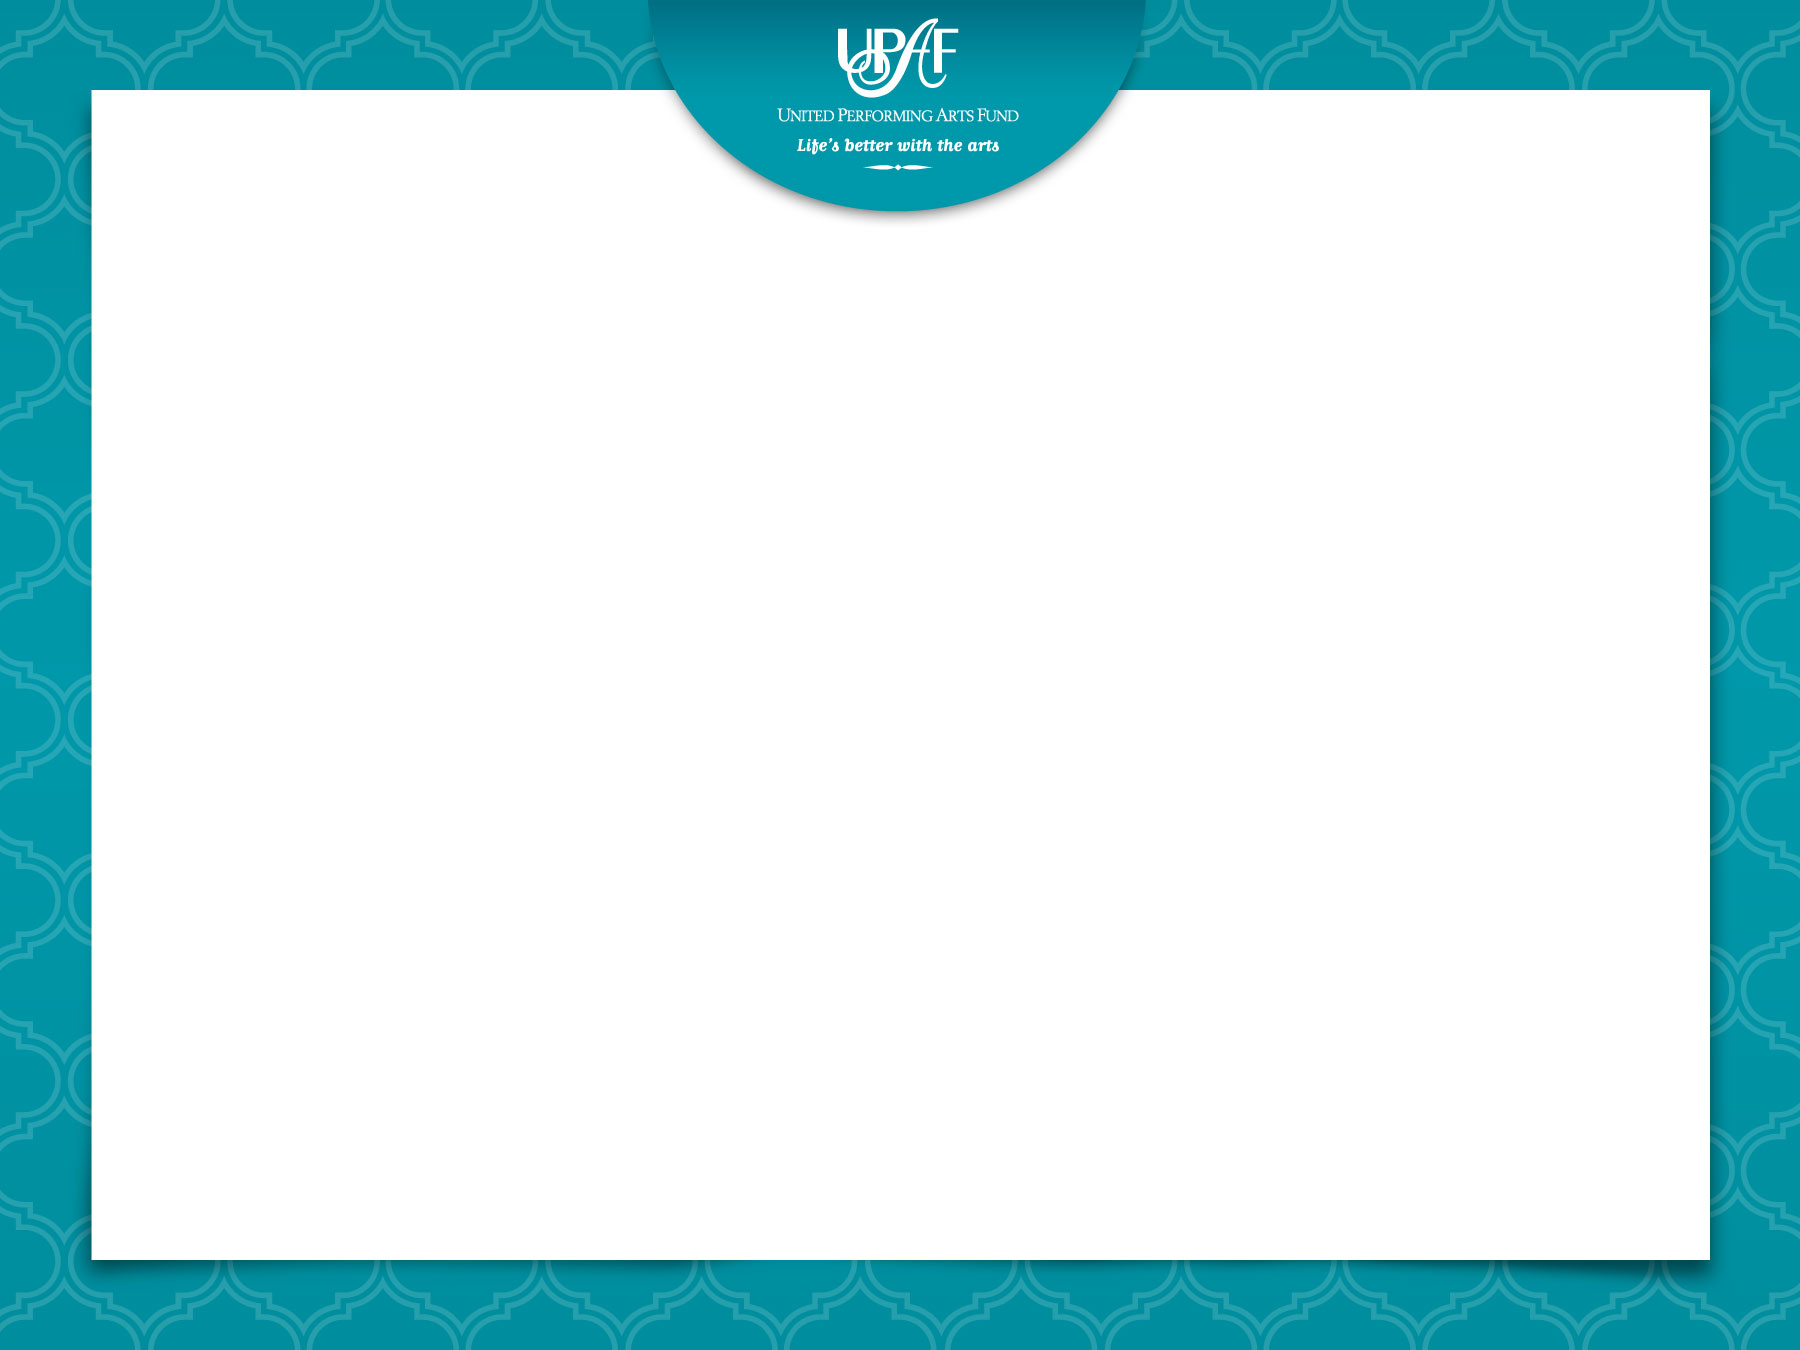 UPAF
UNITED PERFORMING ARTS FUND
Life's better with the arts